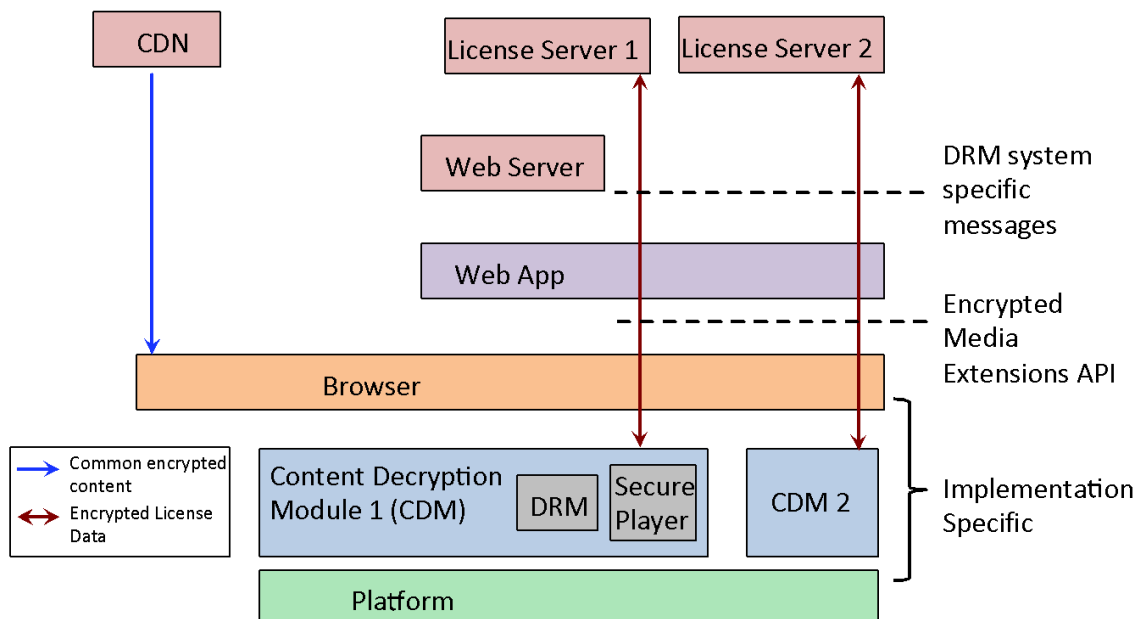 CDN
License Server 1
License Server 2
Web Server
DRM system
specific
messages
Web App
Encrypted
Media
Extensions API
Browser
Common encrypted
content
Encrypted License
Data
Content Decryption
Module 1 (CDM)
DRM
Secure
Player
CDM 2
Implementation
Specific
Platform